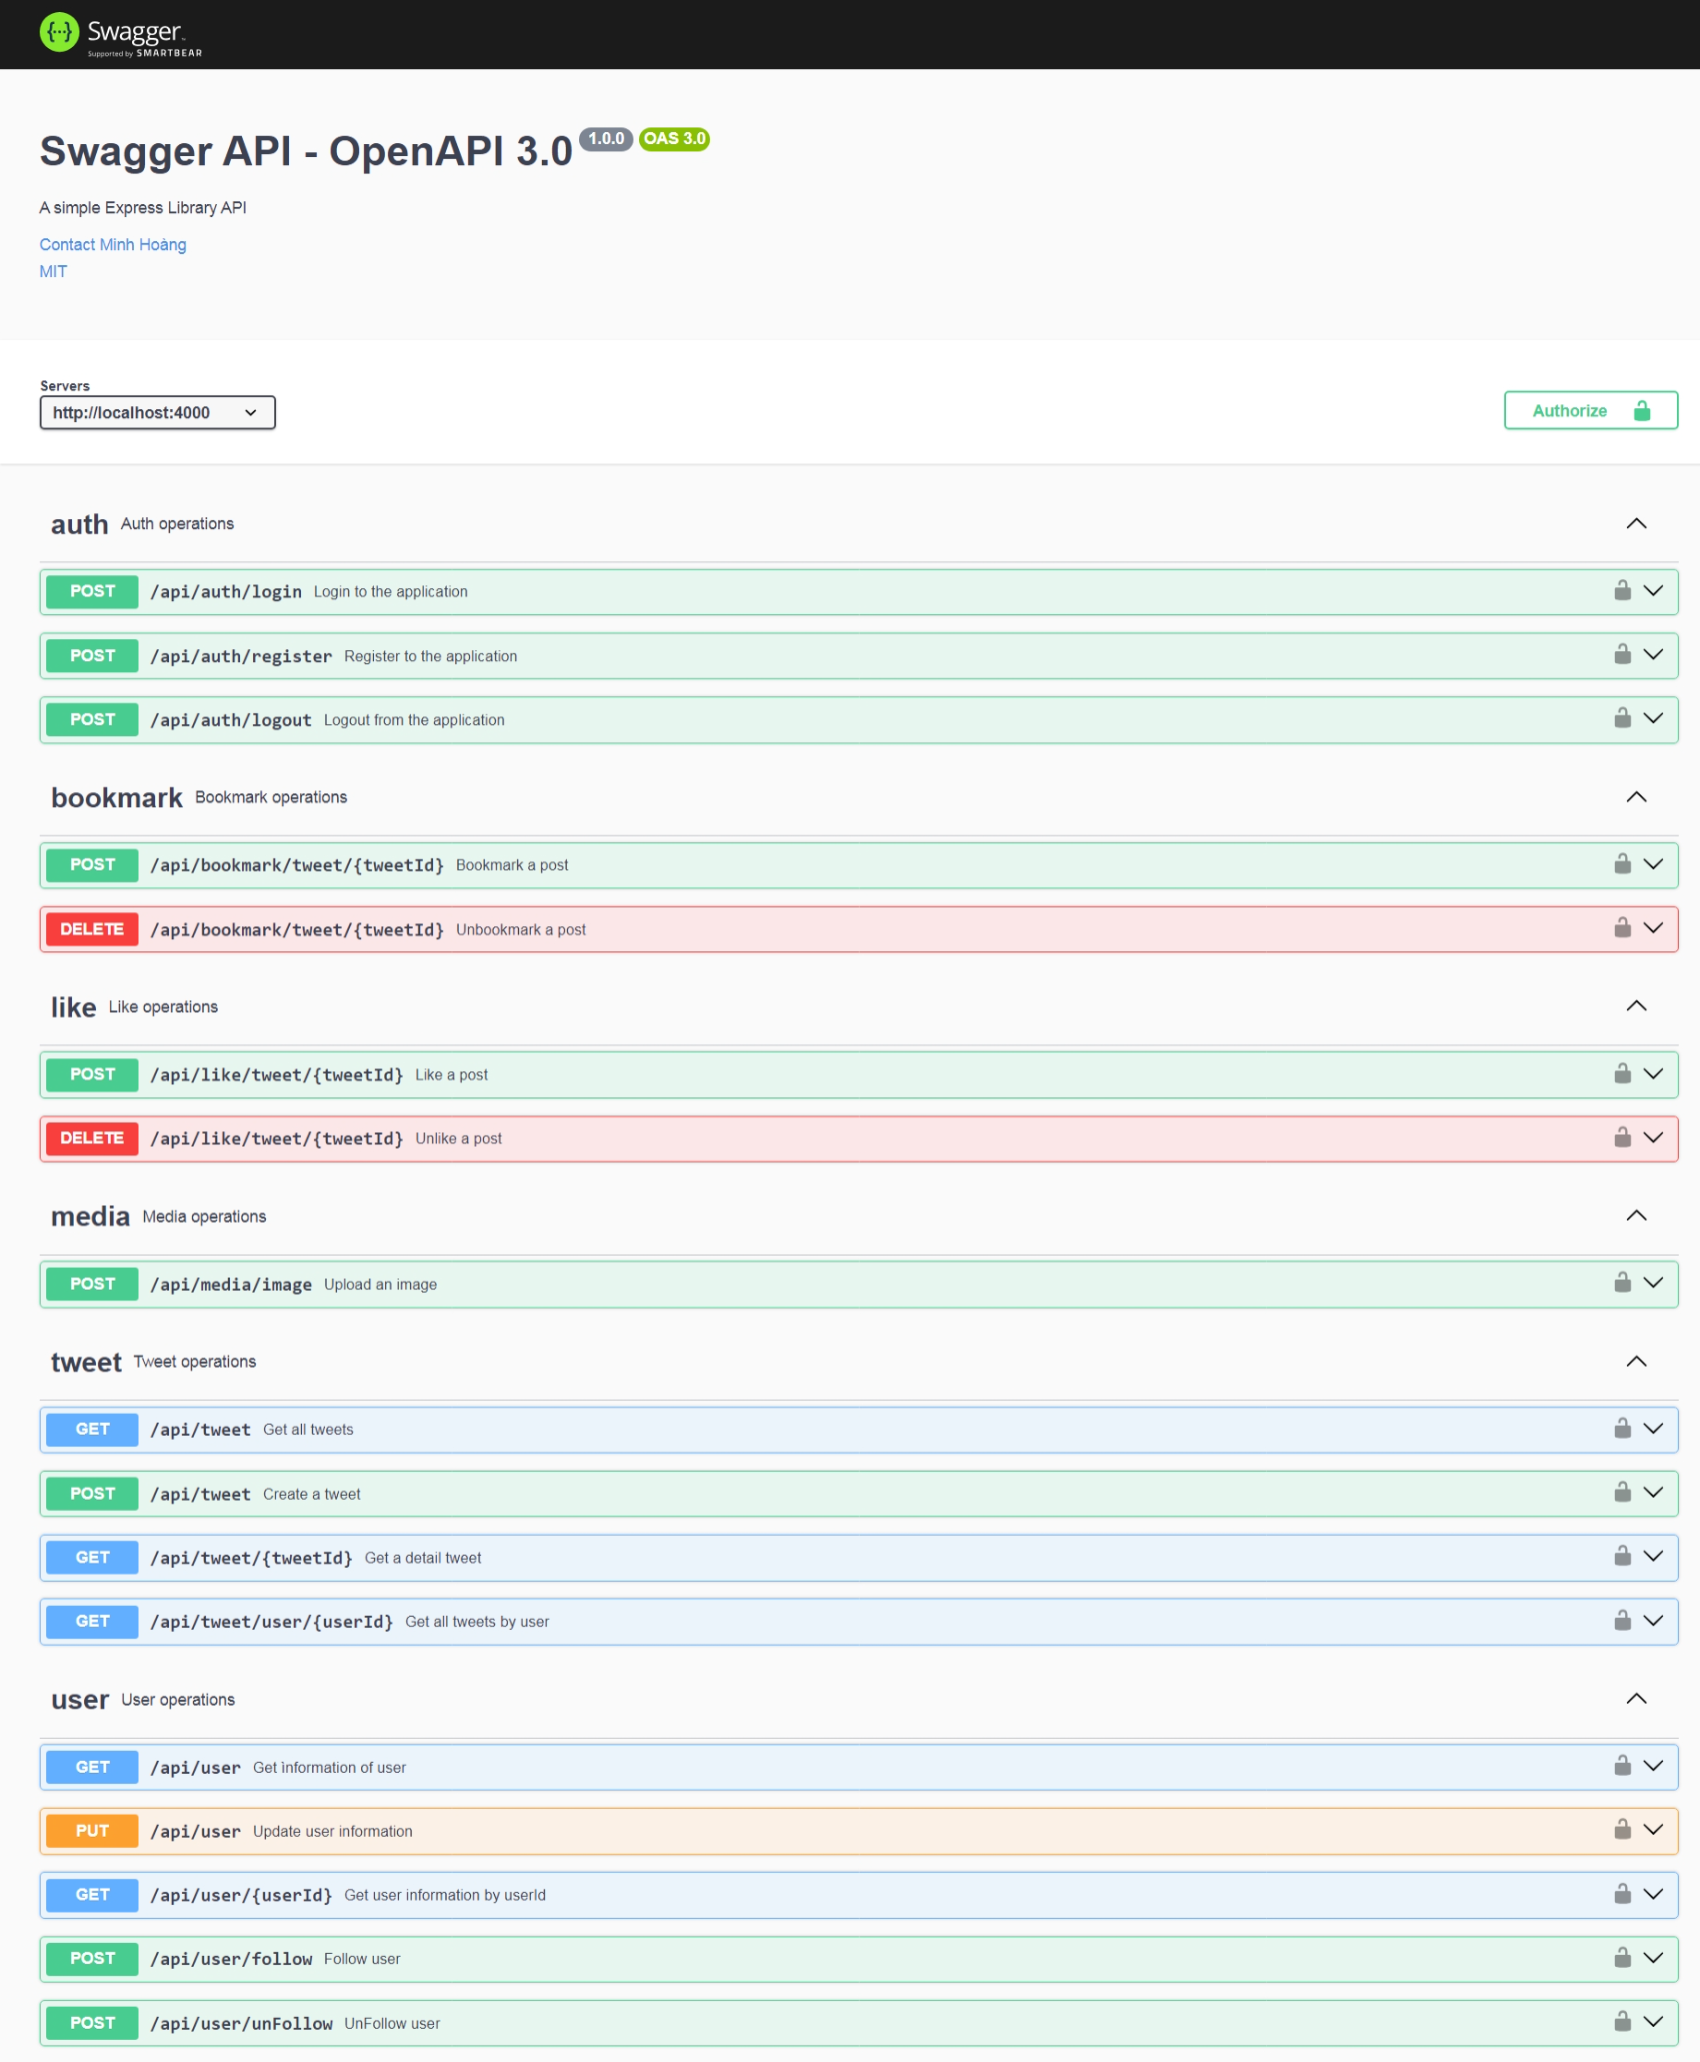 Swagger
Supported by SMARTBEAR
Swagger API - OpenAPI 3.0 1.0.0 OAS 3.0
A simple Express Library API
Contact Minh Hoàng
MIT
Servers
http://localhost:4000
Authorize
auth Auth operations
POST /api/auth/login Login to the application
POST /api/auth/register Register to the application
POST /api/auth/logout Logout from the application
bookmark Bookmark operations
POST /api/bookmark/tweet/{tweetId} Bookmark a post
DELETE /api/bookmark/tweet/{tweetId} Unbookmark a post
like Like operations
POST /api/like/tweet/{tweetId} Like a post
DELETE /api/like/tweet/{tweetId} Unlike a post
media Media operations
POST /api/media/image Upload an image
tweet Tweet operations
GET /api/tweet Get all tweets
POST /api/tweet Create a tweet
GET /api/tweet/{tweetId} Get a detail tweet
GET /api/tweet/user/{userId} Get all tweets by user
user User operations
GET /api/user Get ìnformation of user
PUT /api/user Update user information
GET /api/user/{userId} Get user information by userId
POST /api/user/follow Follow user
POST /api/user/unFollow UnFollow user